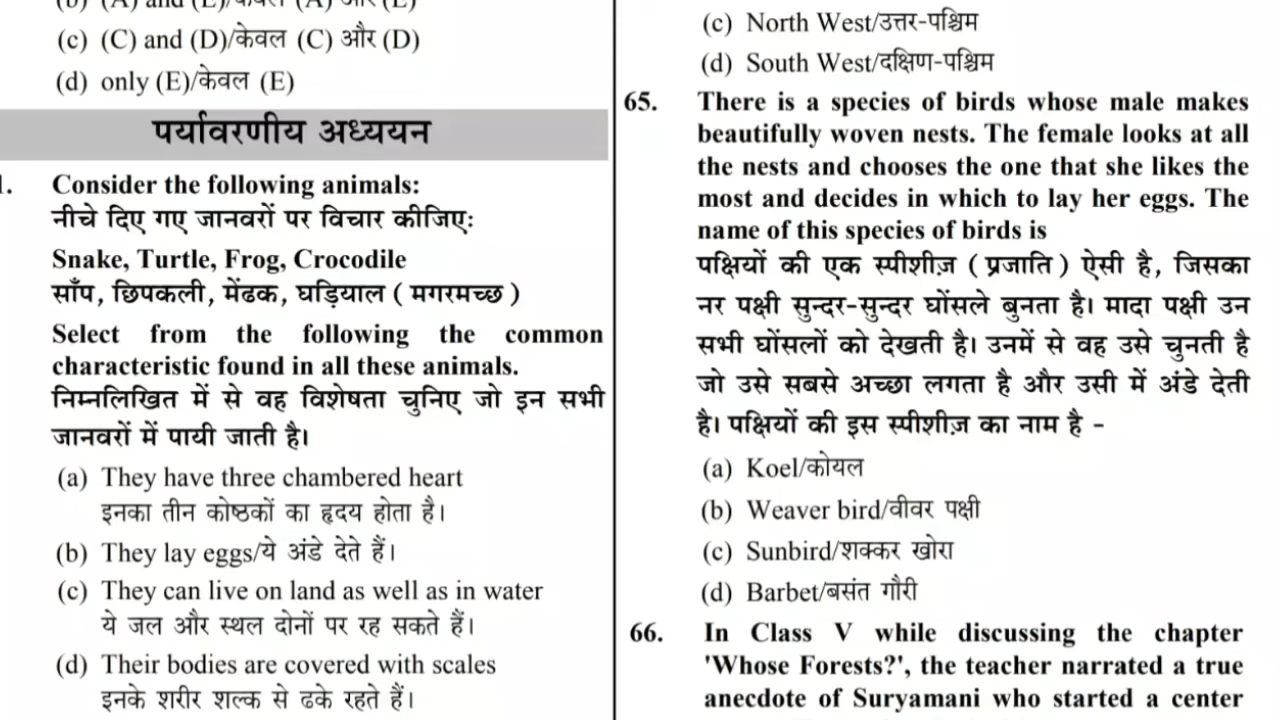 (b) (A) and (E)/केवल (A) और (E)
(c) (C) and (D)/केवल (C) और (D)
(d) only (E)/केवल (E)
पर्यावरणीय अध्ययन
1. Consider the following animals:
नीचे दिए गए जानवरों पर विचार कीजिए:
Snake, Turtle, Frog, Crocodile
साँप, छिपकली, मेंढक, घड़ियाल ( मगरमच्छ )
Select from the following the common
characteristic found in all these animals.
निम्नलिखित में से वह विशेषता चुनिए जो इन सभी
जानवरों में पायी जाती है।
(a) They have three chambered heart
इनका तीन कोष्ठकों का हृदय होता है।
(b) They lay eggs/ये अंडे देते हैं।
(c) They can live on land as well as in water
ये जल और स्थल दोनों पर रह सकते हैं।
(d) Their bodies are covered with scales
इनके शरीर शल्क से ढके रहते हैं।
(c) North West/उत्तर-पश्चिम
(d) South West/दक्षिण-पश्चिम
65. There is a species of birds whose male makes
beautifully woven nests. The female looks at all
the nests and chooses the one that she likes the
most and decides in which to lay her eggs. The
name of this species of birds is
पक्षियों की एक स्पीशीज़ ( प्रजाति ) ऐसी है, जिसका
नर पक्षी सुन्दर-सुन्दर घोंसले बुनता है। मादा पक्षी उन
सभी घोंसलों को देखती है। उनमें से वह उसे चुनती है
जो उसे सबसे अच्छा लगता है और उसी में अंडे देती
है। पक्षियों की इस स्पीशीज़ का नाम है -
(a) Koel/कोयल
(b) Weaver bird/वीवर पक्षी
(c) Sunbird/शक्कर खोरा
(d) Barbet/बसंत गौरी
66. In Class V while discussing the chapter
'Whose Forests?', the teacher narrated a true
anecdote of Suryamani who started a center